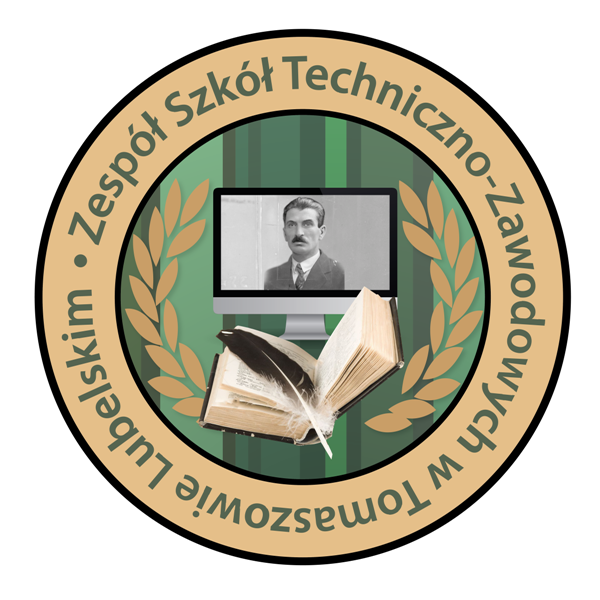 Zespół Szkół Techniczno-Zawodowych w Tomaszowie Lubelskim •